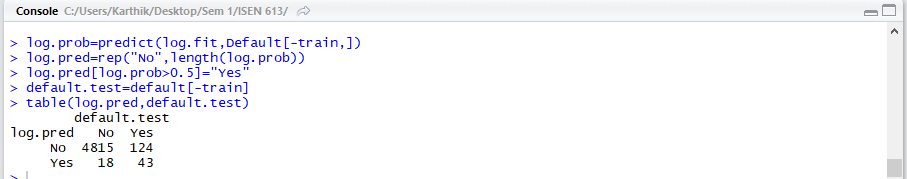 Console C:/Users/Karthik/Desktop/Sem 1/ISEN 613/
> log.prob=predict(log.fit,Default[-train,])
> log.pred=rep("No",length(log.prob))
> log.pred[log.prob>0.5]="Yes"
> default.test=default[-train]
> table(log.pred,default.test)
        default.test
log.pred   No  Yes
     No  4815  124
     Yes   18   43
>